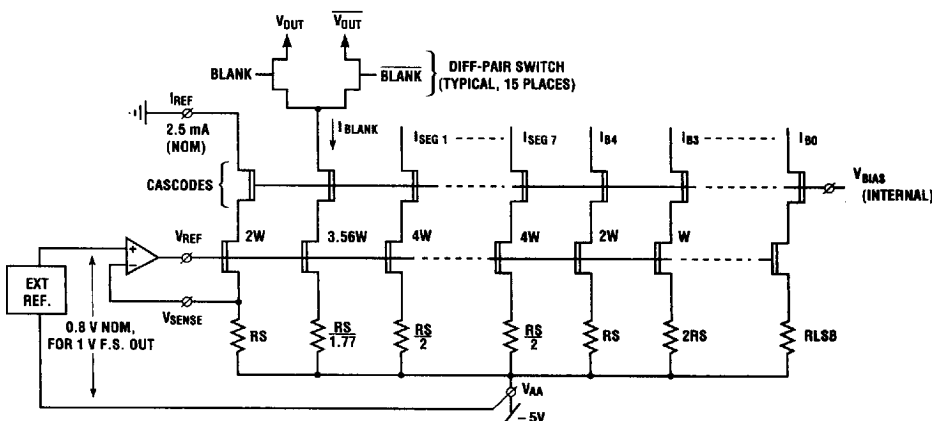 VOUT VOUT
BLANK BLANK DIFF-PAIR SWITCH
(TYPICAL, 15 PLACES)
IREF
2.5 mA
(NOM)
IBLANK ISEG 1 ISEG 7 IB4 IB3 IB0
CASCODES
VBIAS
(INTERNAL)
VREF 2W 3.56W 4W 4W 2W W
+
−
EXT
REF.
VSENSE
0.8 V NOM,
FOR 1 V F.S. OUT
RS RS/1.77 RS/2 RS/2 RS 2RS RLSB
VAA
−5V